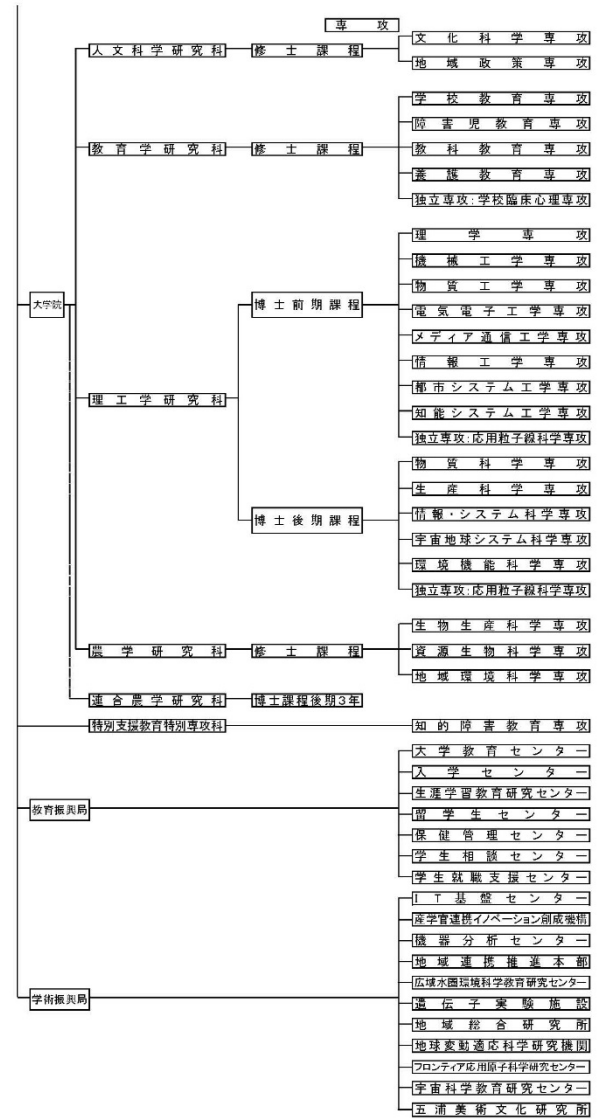 専攻
人文科学研究科
修士課程
文化科学専攻
地域政策専攻
教育学研究科
修士課程
学校教育専攻
障害児教育専攻
教科教育専攻
養護教育専攻
独立専攻:学校臨床心理専攻
大学院
理工学研究科
博士前期課程
理学専攻
機械工学専攻
物質工学専攻
電気電子工学専攻
メディア通信工学専攻
情報工学専攻
都市システム工学専攻
知能システム工学専攻
独立専攻:応用粒子線科学専攻
博士後期課程
物質科学専攻
生産科学専攻
情報・システム科学専攻
宇宙地球システム科学専攻
環境機能科学専攻
独立専攻:応用粒子線科学専攻
農学研究科
修士課程
生物生産科学専攻
資源生物科学専攻
地域環境科学専攻
連合農学研究科
博士課程後期3年
特別支援教育特別専攻科
知的障害教育専攻
教育振興局
大学教育センター
入学センター
生涯学習教育研究センター
留学生センター
保健管理センター
学生相談センター
学生就職支援センター
学術振興局
IT基盤センター
産学官連携イノベーション創成機構
機器分析センター
地域連携推進本部
広域水圏環境科学教育研究センター
遺伝子実験施設
地域総合研究所
地球変動適応科学研究機関
フロンティア応用原子科学研究センター
宇宙科学教育研究センター
五浦美術文化研究所